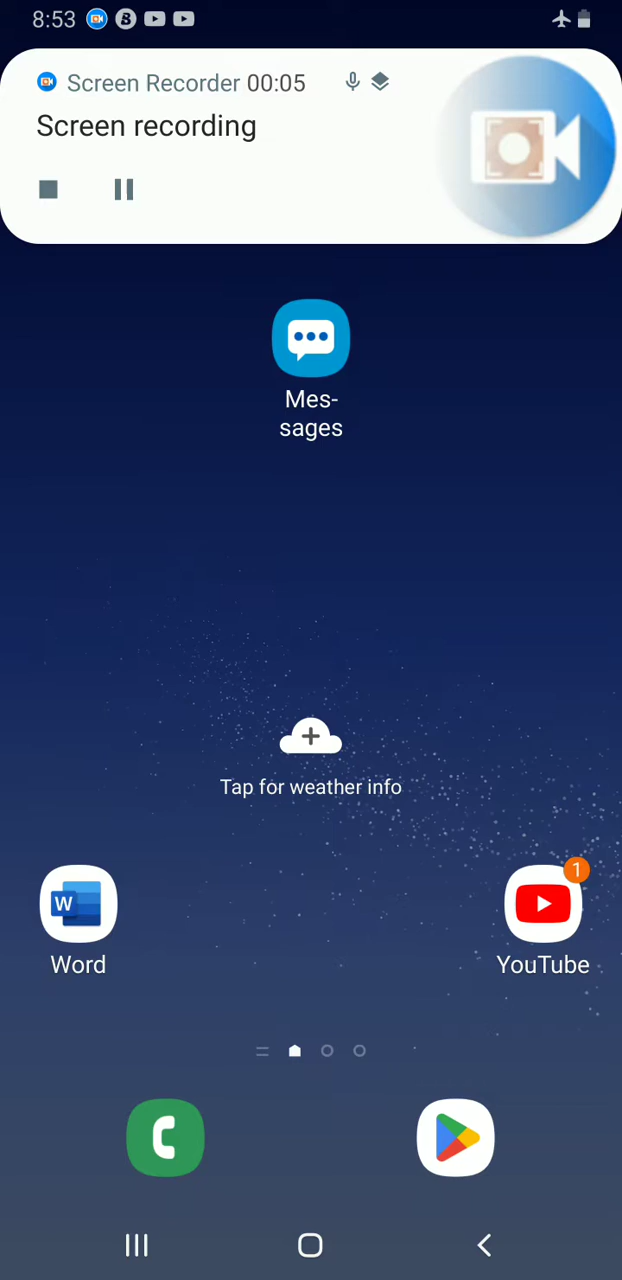 8:53
Screen Recorder 00:05
Screen recording
Mes-
sages
Tap for weather info
W
1
Word
YouTube